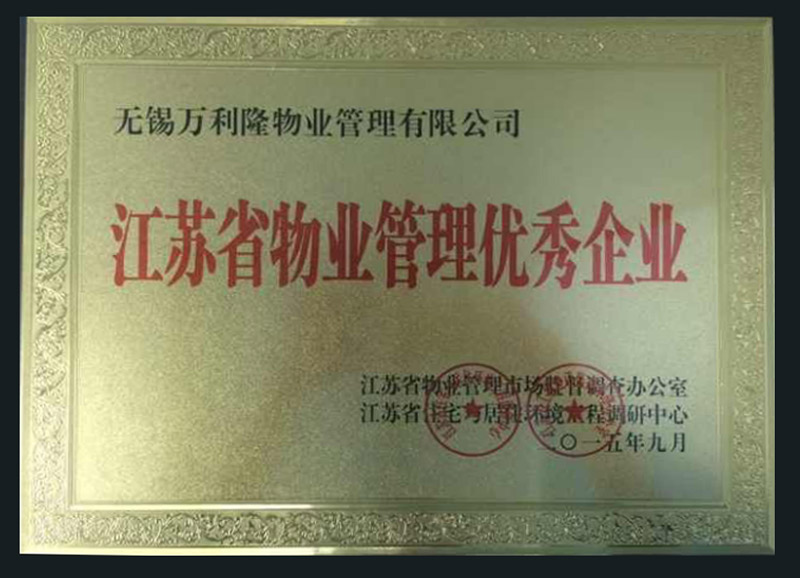 无锡万利隆物业管理有限公司
江苏省物业管理优秀企业
江苏省物业管理市场监督调查办公室
江苏省住宅与居住环境工程调研中心
二〇一五年九月